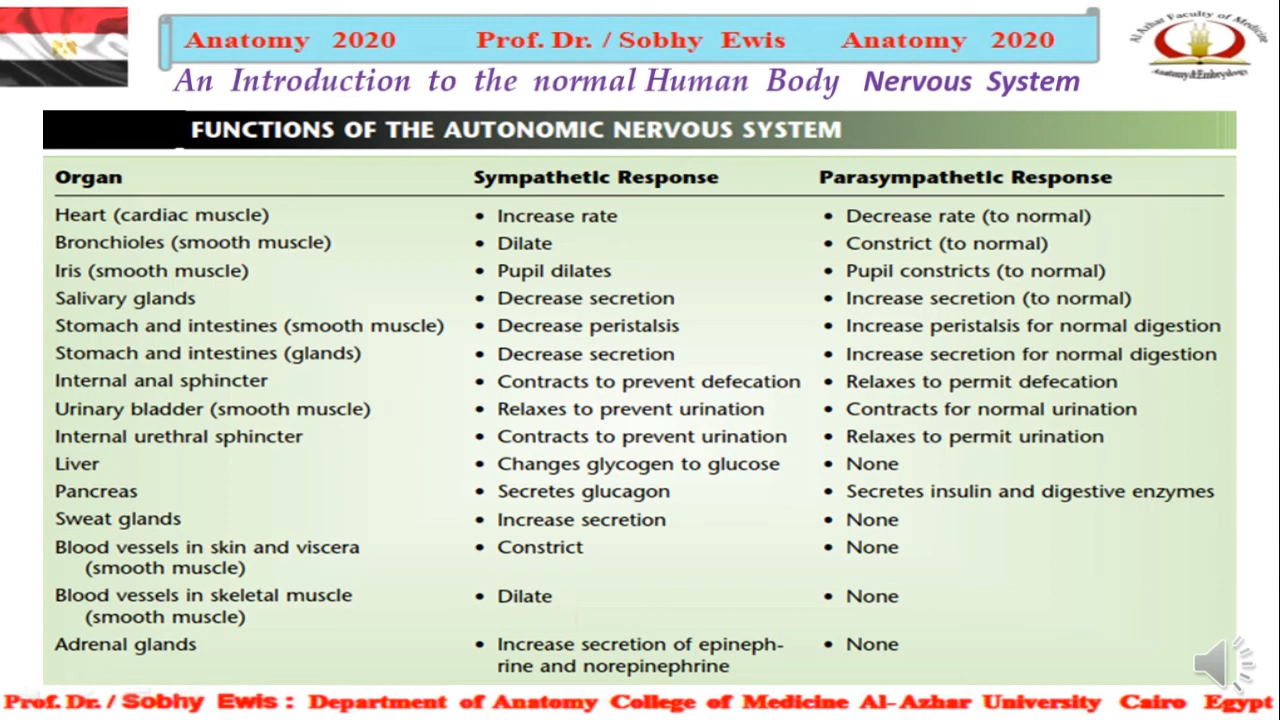 Anatomy 2020 Prof. Dr. / Sobhy Ewis Anatomy 2020
Al Azhar Faculty of Medicine
Anatomy & Embryology
An Introduction to the normal Human Body Nervous System
FUNCTIONS OF THE AUTONOMIC NERVOUS SYSTEM
Organ Sympathetic Response Parasympathetic Response
Heart (cardiac muscle) • Increase rate • Decrease rate (to normal)
Bronchioles (smooth muscle) • Dilate • Constrict (to normal)
Iris (smooth muscle) • Pupil dilates • Pupil constricts (to normal)
Salivary glands • Decrease secretion • Increase secretion (to normal)
Stomach and intestines (smooth muscle) • Decrease peristalsis • Increase peristalsis for normal digestion
Stomach and intestines (glands) • Decrease secretion • Increase secretion for normal digestion
Internal anal sphincter • Contracts to prevent defecation • Relaxes to permit defecation
Urinary bladder (smooth muscle) • Relaxes to prevent urination • Contracts for normal urination
Internal urethral sphincter • Contracts to prevent urination • Relaxes to permit urination
Liver • Changes glycogen to glucose • None
Pancreas • Secretes glucagon • Secretes insulin and digestive enzymes
Sweat glands • Increase secretion • None
Blood vessels in skin and viscera • Constrict • None
(smooth muscle)
Blood vessels in skeletal muscle • Dilate • None
(smooth muscle)
Adrenal glands • Increase secretion of epineph- • None
rine and norepinephrine
Prof. Dr. / Sobhy Ewis : Department of Anatomy College of Medicine Al-Azhar University Cairo Egypt